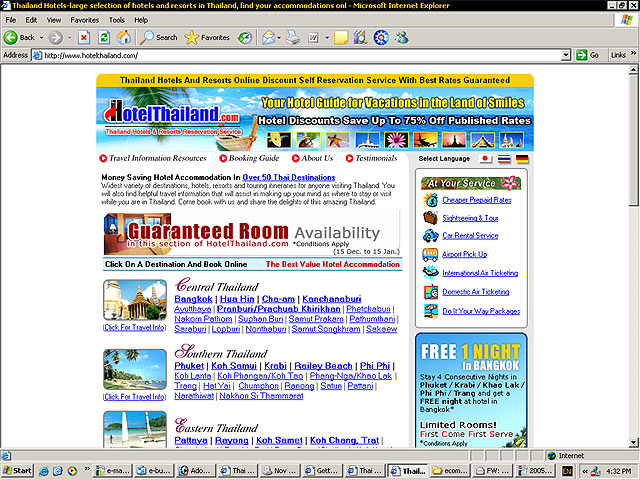 Thailand Hotels-large selection of hotels and resorts in Thailand, find your accommodations onl - Microsoft Internet Explorer
File Edit View Favorites Tools Help
Back Search Favorites
Address http://www.hotelthailand.com/ Go Links »
Thailand Hotels And Resorts Online Discount Self Reservation Service With Best Rates Guaranteed
HotelThailand.com
Thailand Hotels & Resorts Reservation Service
Your Hotel Guide for Vacations in the Land of Smiles
Hotel Discounts Save Up To 75% Off Published Rates
Travel Information Resources Booking Guide About Us Testimonials Select Language
Money Saving Hotel Accommodation In Over 50 Thai Destinations
Widest variety of destinations, hotels, resorts and touring itineraries for anyone visiting Thailand. You
will also find helpful travel information that will assist in making up your mind as where to stay or visit
while you are in Thailand. Come book with us and share the delights of this amazing Thailand.
Guaranteed Room Availability
in this section of HotelThailand.com *Conditions Apply
(15 Dec. to 15 Jan.)
Click On A Destination And Book Online The Best Value Hotel Accommodation
Central Thailand
Bangkok | Hua Hin | Cha-am | Kanchanaburi
Ayutthaya | Pranburi/Prachuab Khirikhan | Phetchaburi |
Nakorn Pathom | Suphan Buri | Samut Prakarn | Pathumthani |
Saraburi | Lopburi | Nonthaburi | Samut Songkhram | Sakaew
(Click For Travel Info)
Southern Thailand
Phuket | Koh Samui | Krabi | Railey Beach | Phi Phi |
Koh Lanta | Koh Phangan/Koh Tao | Phang-Nga/Khao Lak |
Trang | Hat Yai | Chumphon | Ranong | Satun | Pattani |
Narathiwat | Nakhon Si Thammarat
(Click For Travel Info)
Eastern Thailand
Pattaya | Rayong | Koh Samet | Koh Chang, Trat |
At Your Service
Cheaper Prepaid Rates
Sightseeing & Tour
Car Rental Service
Airport Pick Up
International Air Ticketing
Domestic Air Ticketing
Do It Your Way Packages
FREE 1 NIGHT
in BANGKOK
Stay 4 Consecutive Nights in
Phuket / Krabi / Khao Lak /
Phi Phi / Trang and get a
FREE night at hotel in
Bangkok*
Limited Rooms!
First Come First Serve
*Conditions Apply
Internet
Start e-ma... e-bu... Ado... Thai ... Nov ... Gett... Thai ... Thail... ecom... FW: ... 2005... EN 4:32 PM